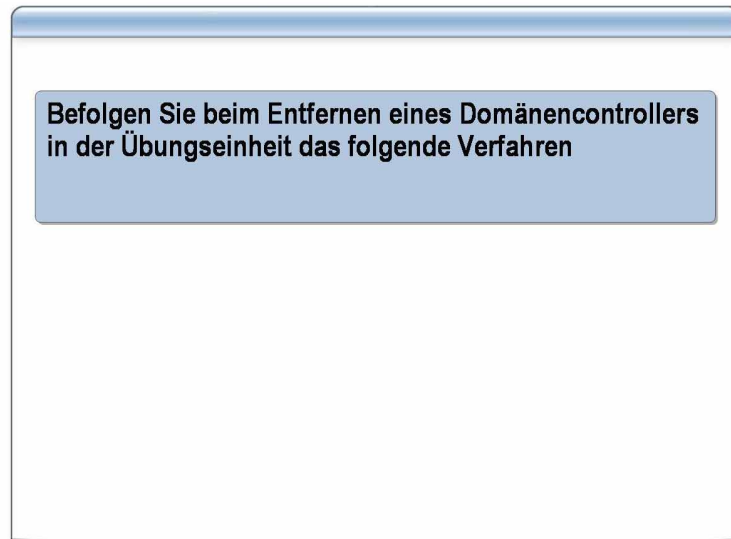 Befolgen Sie beim Entfernen eines Domänencontrollers
in der Übungseinheit das folgende Verfahren